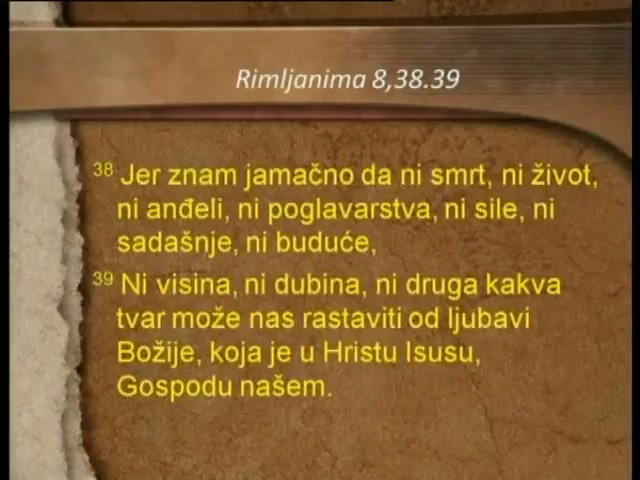 Rimljanima 8,38.39
38 Jer znam jamačno da ni smrt, ni život,
ni anđeli, ni poglavarstva, ni sile, ni
sadašnje, ni buduće,
39 Ni visina, ni dubina, ni druga kakva
tvar može nas rastaviti od ljubavi
Božije, koja je u Hristu Isusu,
Gospodu našem.